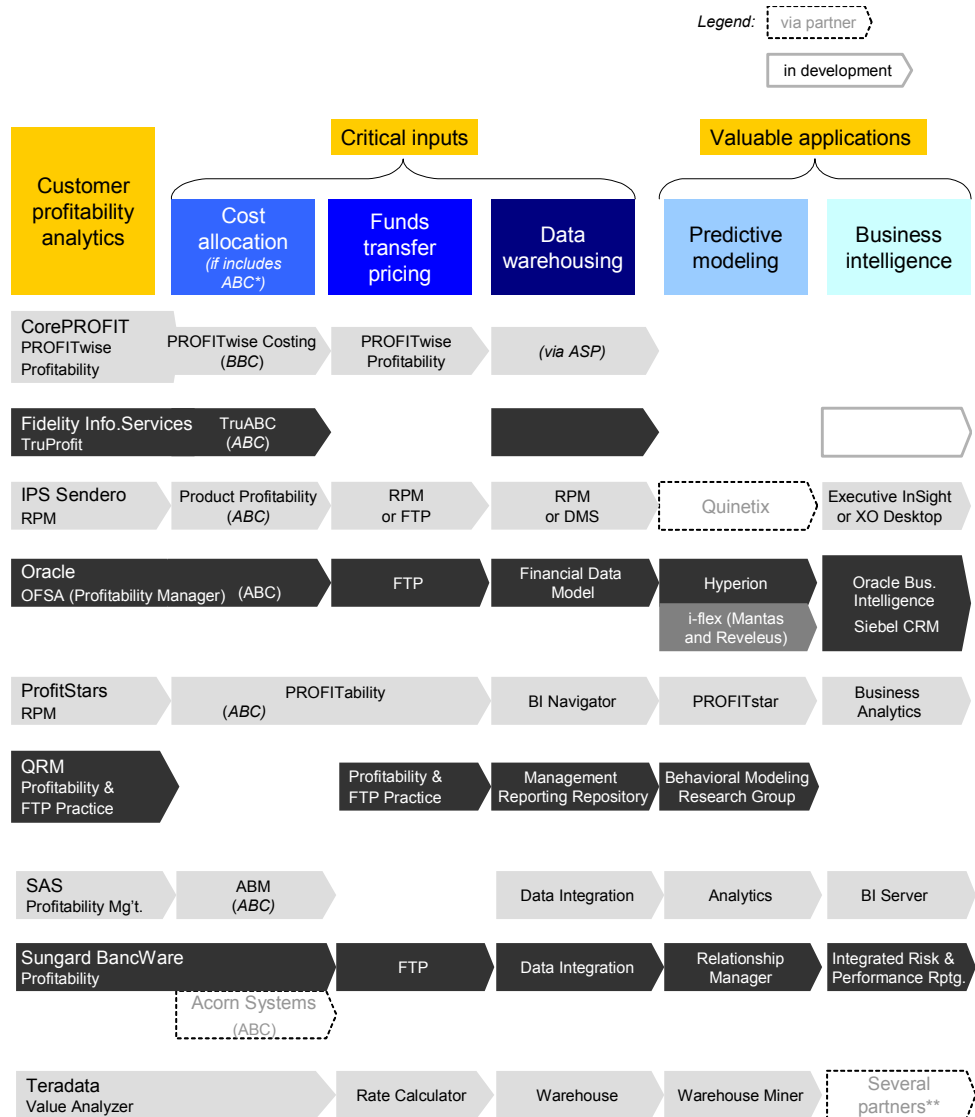 Legend:
via partner
in development
Critical inputs
Valuable applications
Customer
profitability
analytics
Cost
allocation
(if includes
ABC*)
Funds
transfer
pricing
Data
warehousing
Predictive
modeling
Business
intelligence
CorePROFIT
PROFITwise
Profitability
PROFITwise Costing
(BBC)
PROFITwise
Profitability
(via ASP)
Fidelity Info.Services
TruProfit
TruABC
(ABC)
IPS Sendero
RPM
Product Profitability
(ABC)
RPM
or FTP
RPM
or DMS
Quinetix
Executive InSight
or XO Desktop
Oracle
OFSA (Profitability Manager) (ABC)
FTP
Financial Data
Model
Hyperion
i-flex (Mantas
and Reveleus)
Oracle Bus.
Intelligence
Siebel CRM
ProfitStars
RPM
PROFITability
(ABC)
BI Navigator
PROFITstar
Business
Analytics
QRM
Profitability &
FTP Practice
Profitability &
FTP Practice
Management
Reporting Repository
Behavioral Modeling
Research Group
SAS
Profitability Mg't.
ABM
(ABC)
Data Integration
Analytics
BI Server
Sungard BancWare
Profitability
FTP
Data Integration
Relationship
Manager
Integrated Risk &
Performance Rptg.
Acorn Systems
(ABC)
Teradata
Value Analyzer
Rate Calculator
Warehouse
Warehouse Miner
Several
partners**